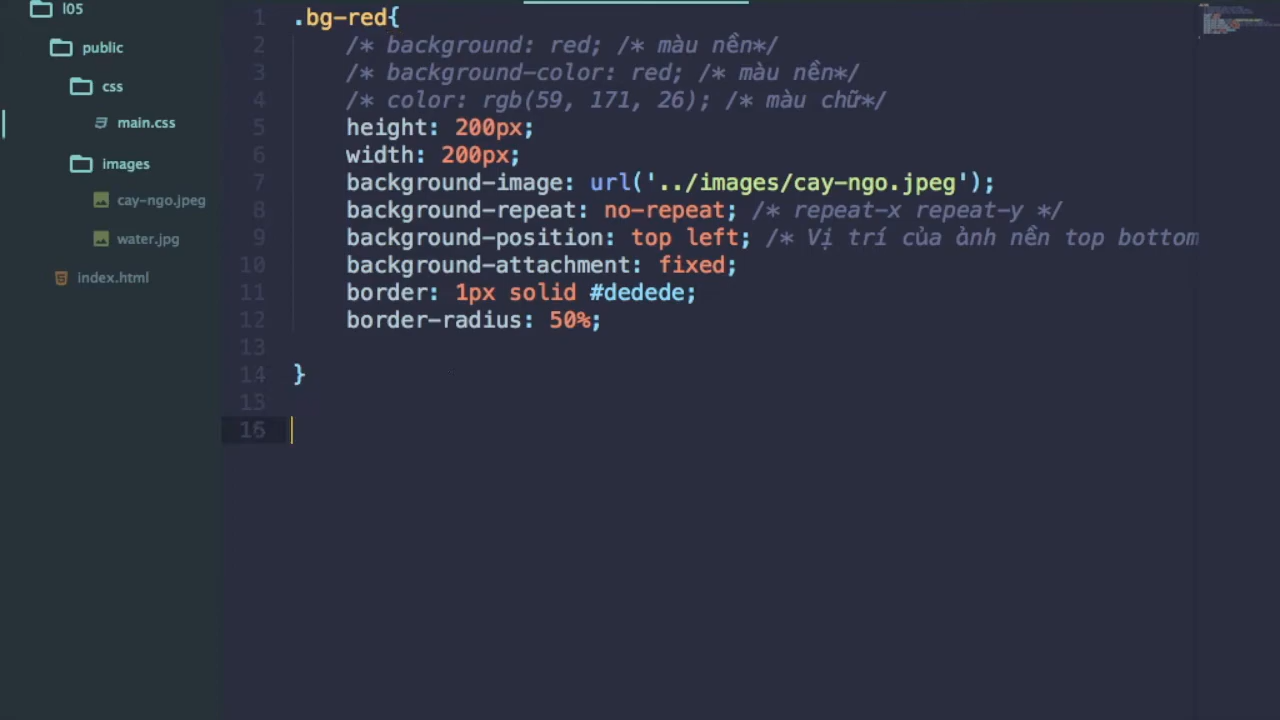 l05
public
css
main.css
images
cay-ngo.jpeg
water.jpg
index.html
1 .bg-red{
2 /* background: red; /* màu nền*/
3 /* background-color: red; /* màu nền*/
4 /* color: rgb(59, 171, 26); /* màu chữ*/
5 height: 200px;
6 width: 200px;
7 background-image: url('../images/cay-ngo.jpeg');
8 background-repeat: no-repeat; /* repeat-x repeat-y */
9 background-position: top left; /* Vị trí của ảnh nền top bottom
10 background-attachment: fixed;
11 border: 1px solid #dedede;
12 border-radius: 50%;
13
14 }
15
16